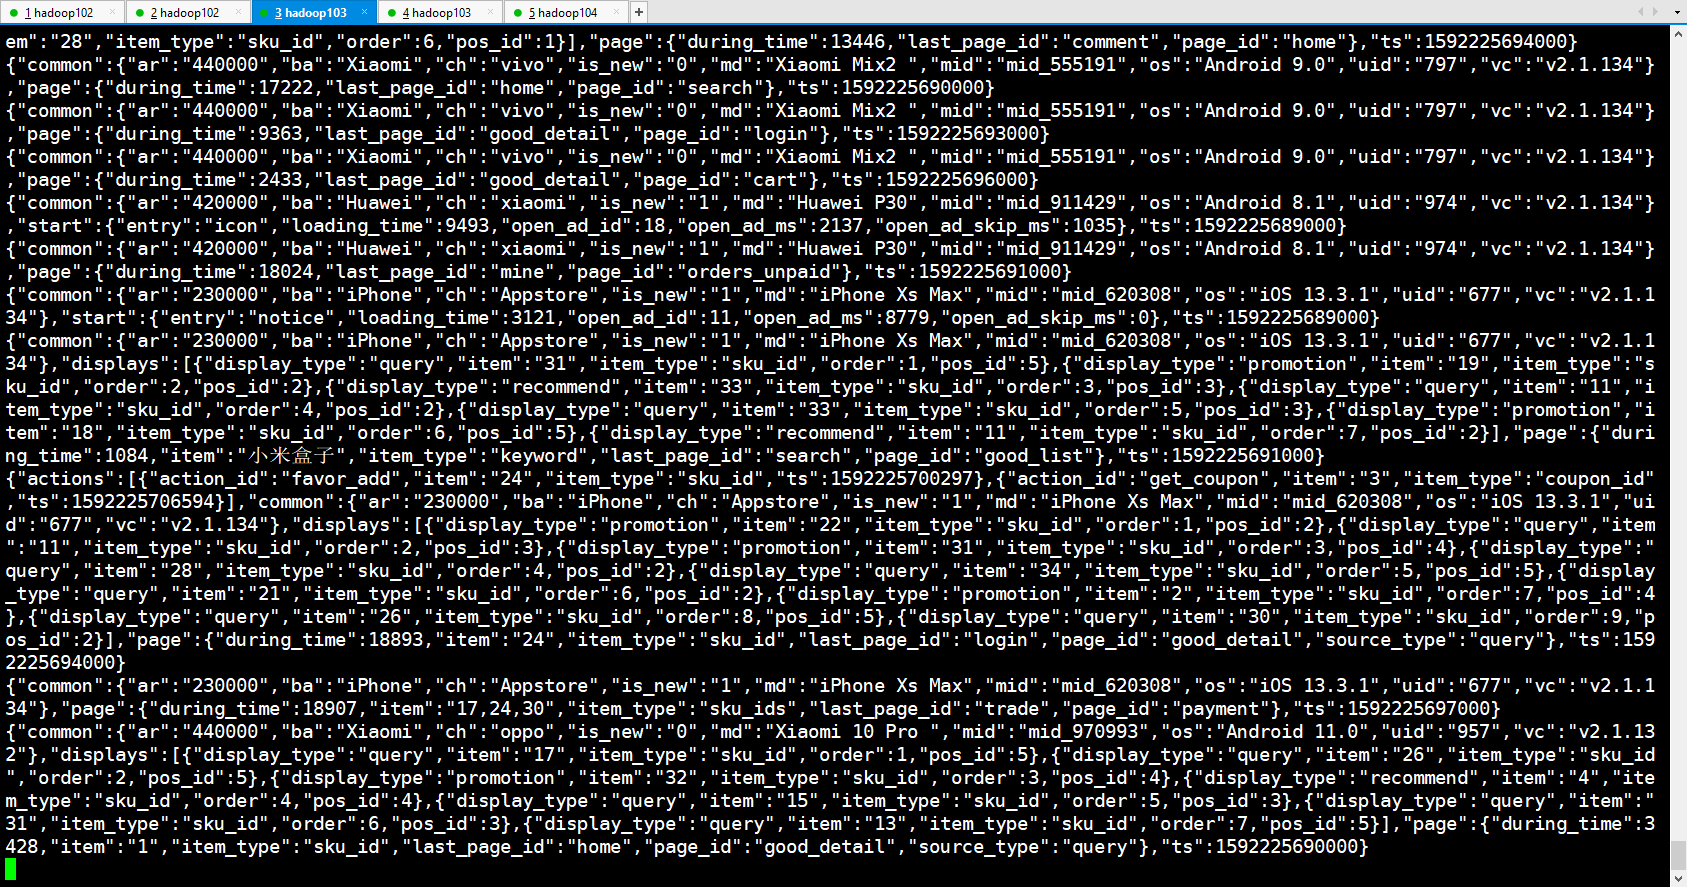 1 hadoop102 × 2 hadoop102 × 3 hadoop103 × 4 hadoop103 × 5 hadoop104 × +
em":"28","item_type":"sku_id","order":6,"pos_id":1}],"page":{"during_time":13446,"last_page_id":"comment","page_id":"home"},"ts":1592225694000}
{"common":{"ar":"440000","ba":"Xiaomi","ch":"vivo","is_new":"0","md":"Xiaomi Mix2 ","mid":"mid_555191","os":"Android 9.0","uid":"797","vc":"v2.1.134"}
,"page":{"during_time":17222,"last_page_id":"home","page_id":"search"},"ts":1592225690000}
{"common":{"ar":"440000","ba":"Xiaomi","ch":"vivo","is_new":"0","md":"Xiaomi Mix2 ","mid":"mid_555191","os":"Android 9.0","uid":"797","vc":"v2.1.134"}
,"page":{"during_time":9363,"last_page_id":"good_detail","page_id":"login"},"ts":1592225693000}
{"common":{"ar":"440000","ba":"Xiaomi","ch":"vivo","is_new":"0","md":"Xiaomi Mix2 ","mid":"mid_555191","os":"Android 9.0","uid":"797","vc":"v2.1.134"}
,"page":{"during_time":2433,"last_page_id":"good_detail","page_id":"cart"},"ts":1592225696000}
{"common":{"ar":"420000","ba":"Huawei","ch":"xiaomi","is_new":"1","md":"Huawei P30","mid":"mid_911429","os":"Android 8.1","uid":"974","vc":"v2.1.134"}
,"start":{"entry":"icon","loading_time":9493,"open_ad_id":18,"open_ad_ms":2137,"open_ad_skip_ms":1035},"ts":1592225689000}
{"common":{"ar":"420000","ba":"Huawei","ch":"xiaomi","is_new":"1","md":"Huawei P30","mid":"mid_911429","os":"Android 8.1","uid":"974","vc":"v2.1.134"}
,"page":{"during_time":18024,"last_page_id":"mine","page_id":"orders_unpaid"},"ts":1592225691000}
{"common":{"ar":"230000","ba":"iPhone","ch":"Appstore","is_new":"1","md":"iPhone Xs Max","mid":"mid_620308","os":"iOS 13.3.1","uid":"677","vc":"v2.1.1
34"},"start":{"entry":"notice","loading_time":3121,"open_ad_id":11,"open_ad_ms":8779,"open_ad_skip_ms":0},"ts":1592225689000}
{"common":{"ar":"230000","ba":"iPhone","ch":"Appstore","is_new":"1","md":"iPhone Xs Max","mid":"mid_620308","os":"iOS 13.3.1","uid":"677","vc":"v2.1.1
34"},"displays":[{"display_type":"query","item":"31","item_type":"sku_id","order":1,"pos_id":5},{"display_type":"promotion","item":"19","item_type":"s
ku_id","order":2,"pos_id":2},{"display_type":"recommend","item":"33","item_type":"sku_id","order":3,"pos_id":3},{"display_type":"query","item":"11","i
tem_type":"sku_id","order":4,"pos_id":2},{"display_type":"query","item":"33","item_type":"sku_id","order":5,"pos_id":3},{"display_type":"promotion","i
tem":"18","item_type":"sku_id","order":6,"pos_id":5},{"display_type":"recommend","item":"11","item_type":"sku_id","order":7,"pos_id":2}],"page":{"duri
ng_time":1084,"item":"小米盒子","item_type":"keyword","last_page_id":"search","page_id":"good_list"},"ts":1592225691000}
{"actions":[{"action_id":"favor_add","item":"24","item_type":"sku_id","ts":1592225700297},{"action_id":"get_coupon","item":"3","item_type":"coupon_id"
,"ts":1592225706594}],"common":{"ar":"230000","ba":"iPhone","ch":"Appstore","is_new":"1","md":"iPhone Xs Max","mid":"mid_620308","os":"iOS 13.3.1","ui
d":"677","vc":"v2.1.134"},"displays":[{"display_type":"promotion","item":"22","item_type":"sku_id","order":1,"pos_id":2},{"display_type":"query","item
":"11","item_type":"sku_id","order":2,"pos_id":3},{"display_type":"promotion","item":"31","item_type":"sku_id","order":3,"pos_id":4},{"display_type":"
query","item":"28","item_type":"sku_id","order":4,"pos_id":2},{"display_type":"query","item":"34","item_type":"sku_id","order":5,"pos_id":5},{"display
_type":"query","item":"21","item_type":"sku_id","order":6,"pos_id":2},{"display_type":"promotion","item":"2","item_type":"sku_id","order":7,"pos_id":4
},{"display_type":"query","item":"26","item_type":"sku_id","order":8,"pos_id":5},{"display_type":"query","item":"30","item_type":"sku_id","order":9,"p
os_id":2}],"page":{"during_time":18893,"item":"24","item_type":"sku_id","last_page_id":"login","page_id":"good_detail","source_type":"query"},"ts":159
2225694000}
{"common":{"ar":"230000","ba":"iPhone","ch":"Appstore","is_new":"1","md":"iPhone Xs Max","mid":"mid_620308","os":"iOS 13.3.1","uid":"677","vc":"v2.1.1
34"},"page":{"during_time":18907,"item":"17,24,30","item_type":"sku_ids","last_page_id":"trade","page_id":"payment"},"ts":1592225697000}
{"common":{"ar":"440000","ba":"Xiaomi","ch":"oppo","is_new":"0","md":"Xiaomi 10 Pro ","mid":"mid_970993","os":"Android 11.0","uid":"957","vc":"v2.1.13
2"},"displays":[{"display_type":"query","item":"17","item_type":"sku_id","order":1,"pos_id":5},{"display_type":"query","item":"26","item_type":"sku_id
","order":2,"pos_id":5},{"display_type":"promotion","item":"32","item_type":"sku_id","order":3,"pos_id":4},{"display_type":"recommend","item":"4","ite
m_type":"sku_id","order":4,"pos_id":4},{"display_type":"query","item":"15","item_type":"sku_id","order":5,"pos_id":3},{"display_type":"query","item":"
31","item_type":"sku_id","order":6,"pos_id":3},{"display_type":"query","item":"13","item_type":"sku_id","order":7,"pos_id":5}],"page":{"during_time":3
428,"item":"1","item_type":"sku_id","last_page_id":"home","page_id":"good_detail","source_type":"query"},"ts":1592225690000}